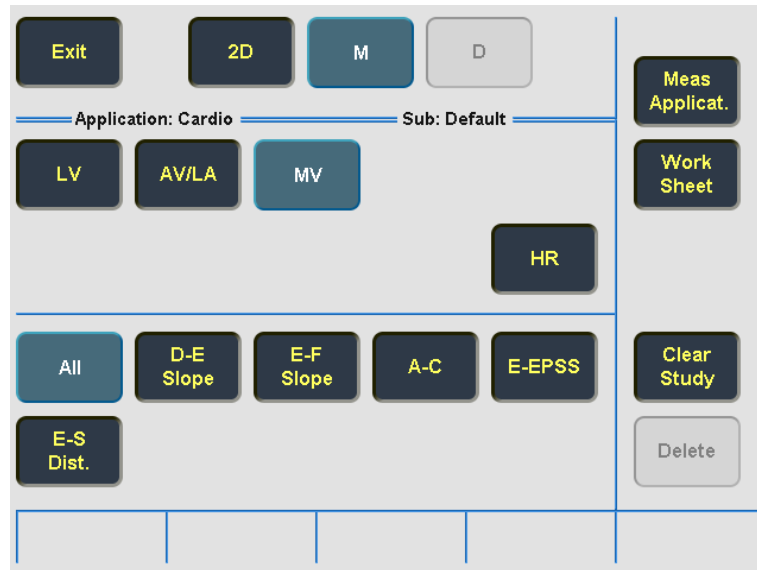 Exit
2D
M
D
Meas
Applicat.
Application: Cardio
Sub: Default
LV
AV/LA
MV
Work
Sheet
HR
All
D-E
Slope
E-F
Slope
A-C
E-EPSS
Clear
Study
E-S
Dist.
Delete